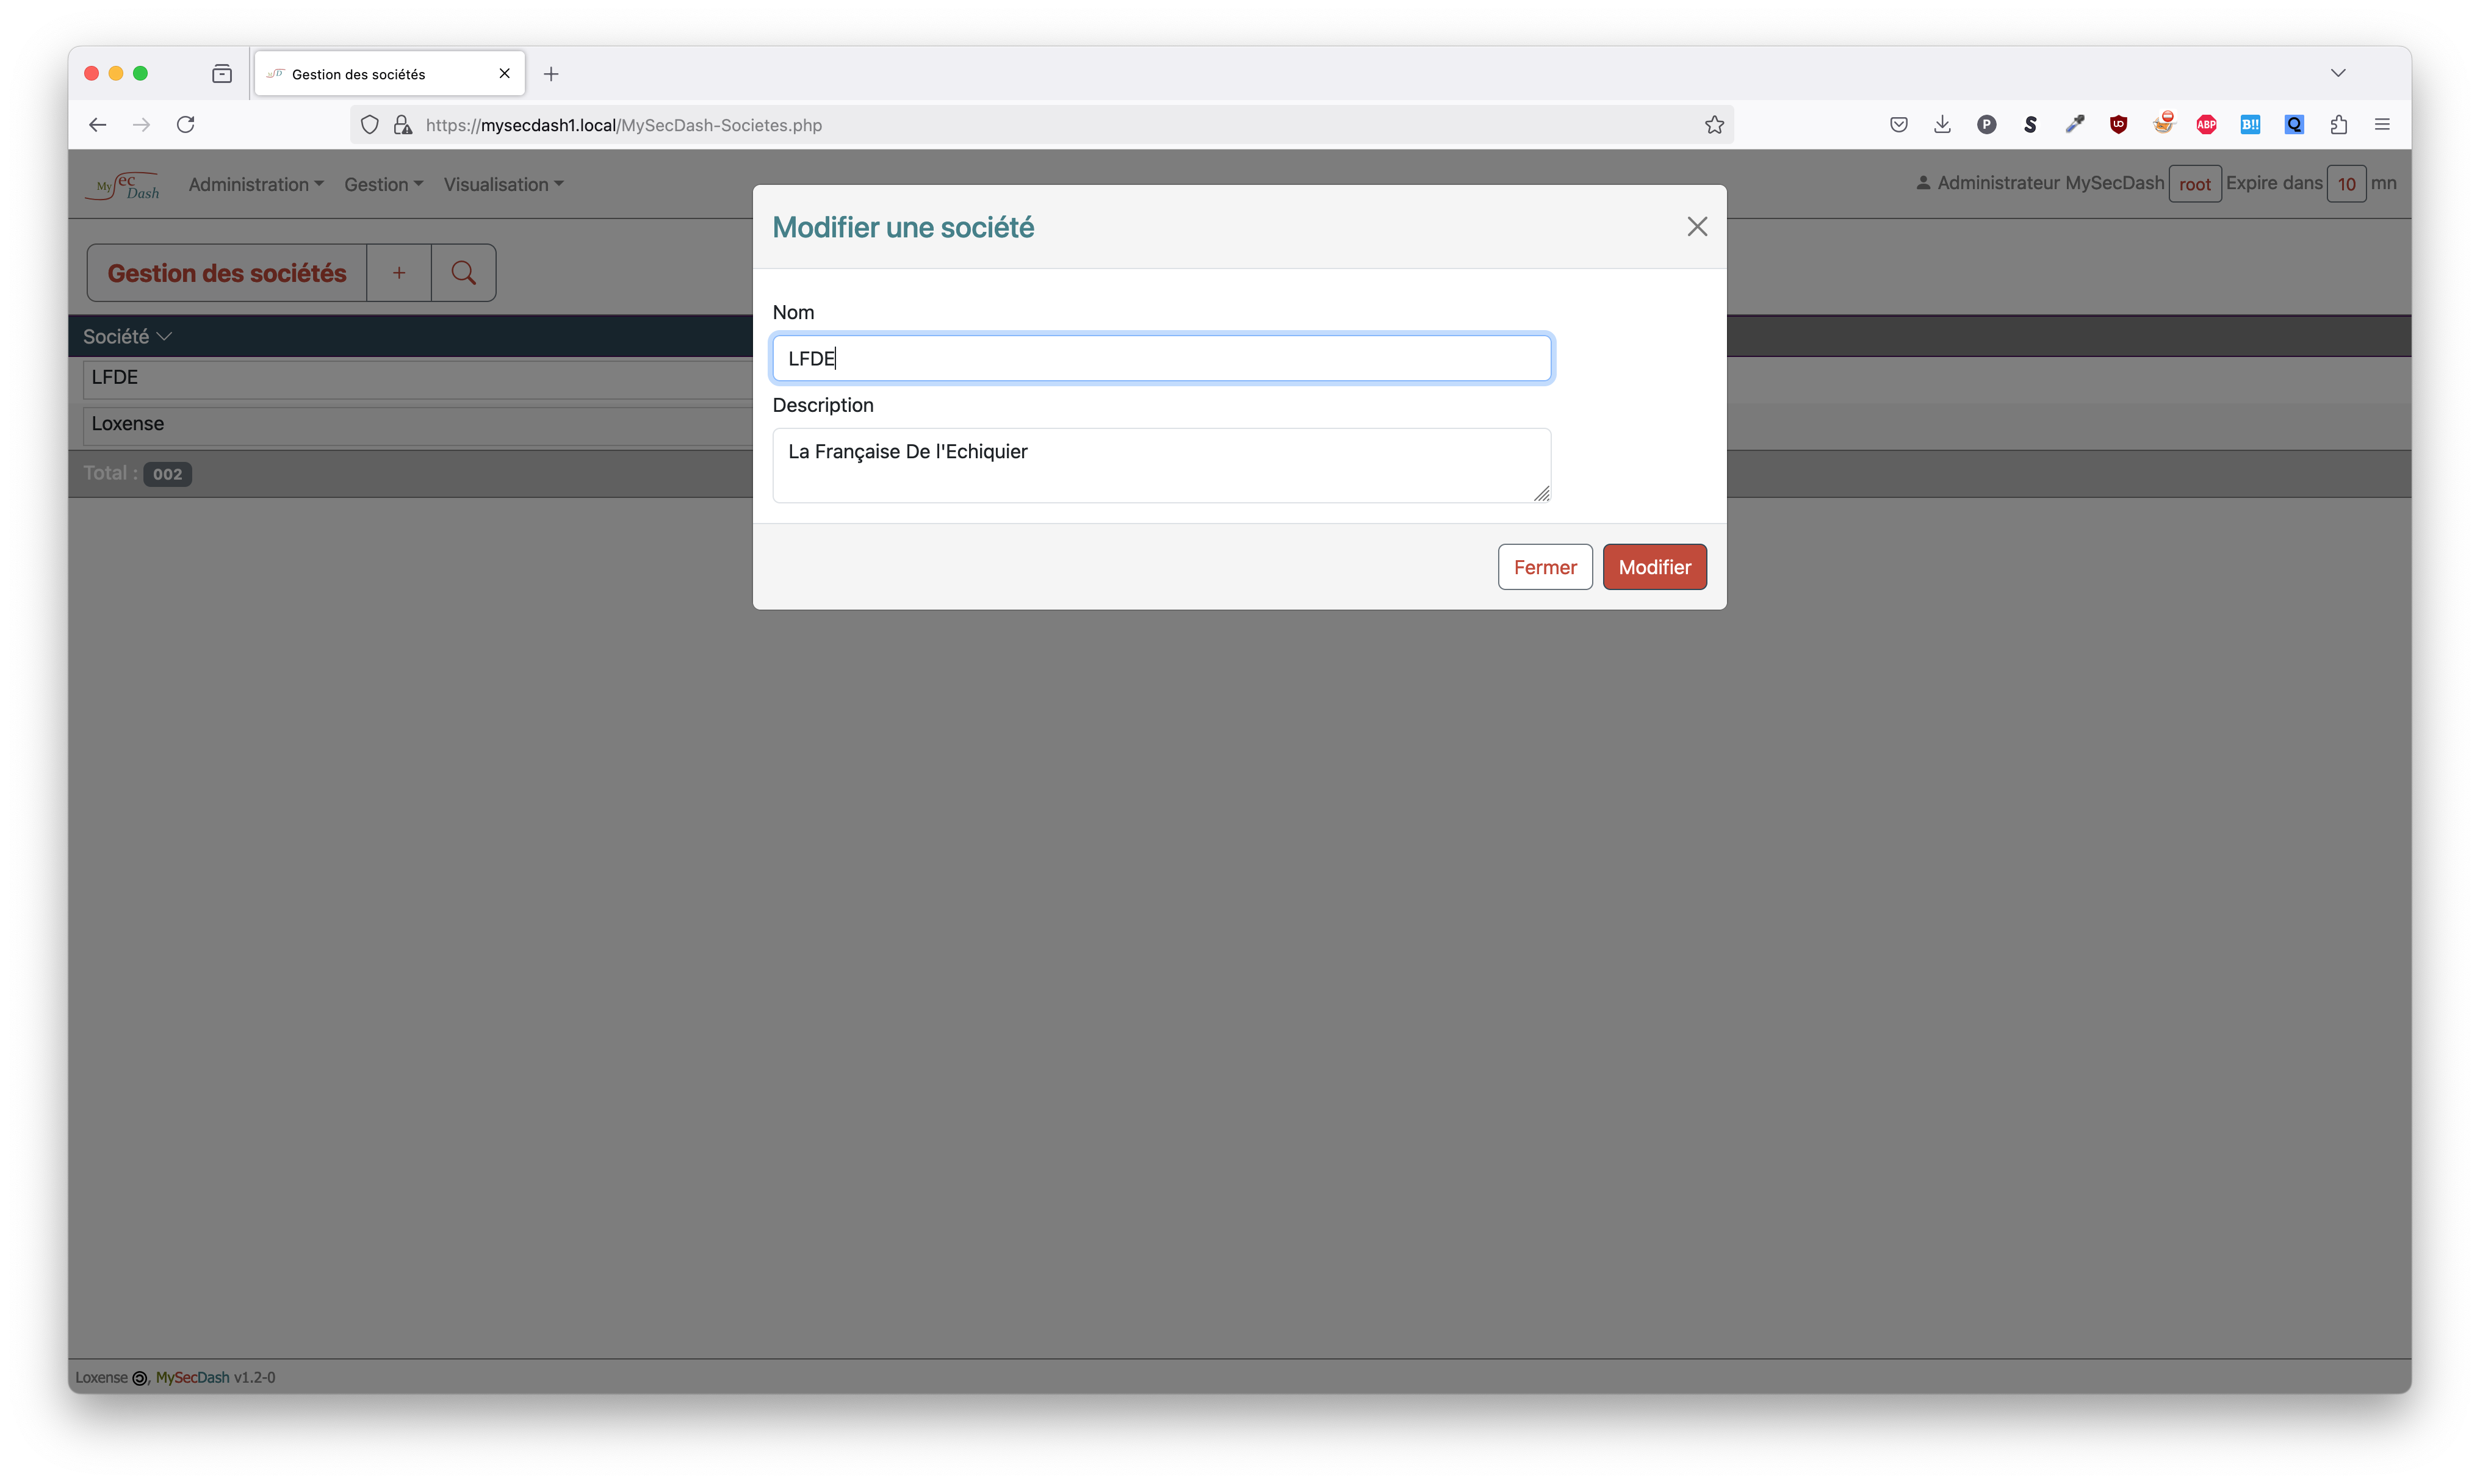 Gestion des sociétés
https://mysecdash1.local/MySecDash-Societes.php
MySecDash Administration Gestion Visualisation
Administrateur MySecDash root Expire dans 10 mn
Gestion des sociétés +
Modifier une société
Nom
LFDE
Description
La Française De l'Echiquier
Fermer Modifier
Société
LFDE
Loxense
Total : 002
Loxense, MySecDash v1.2-0
P S UO ABP B!! Q